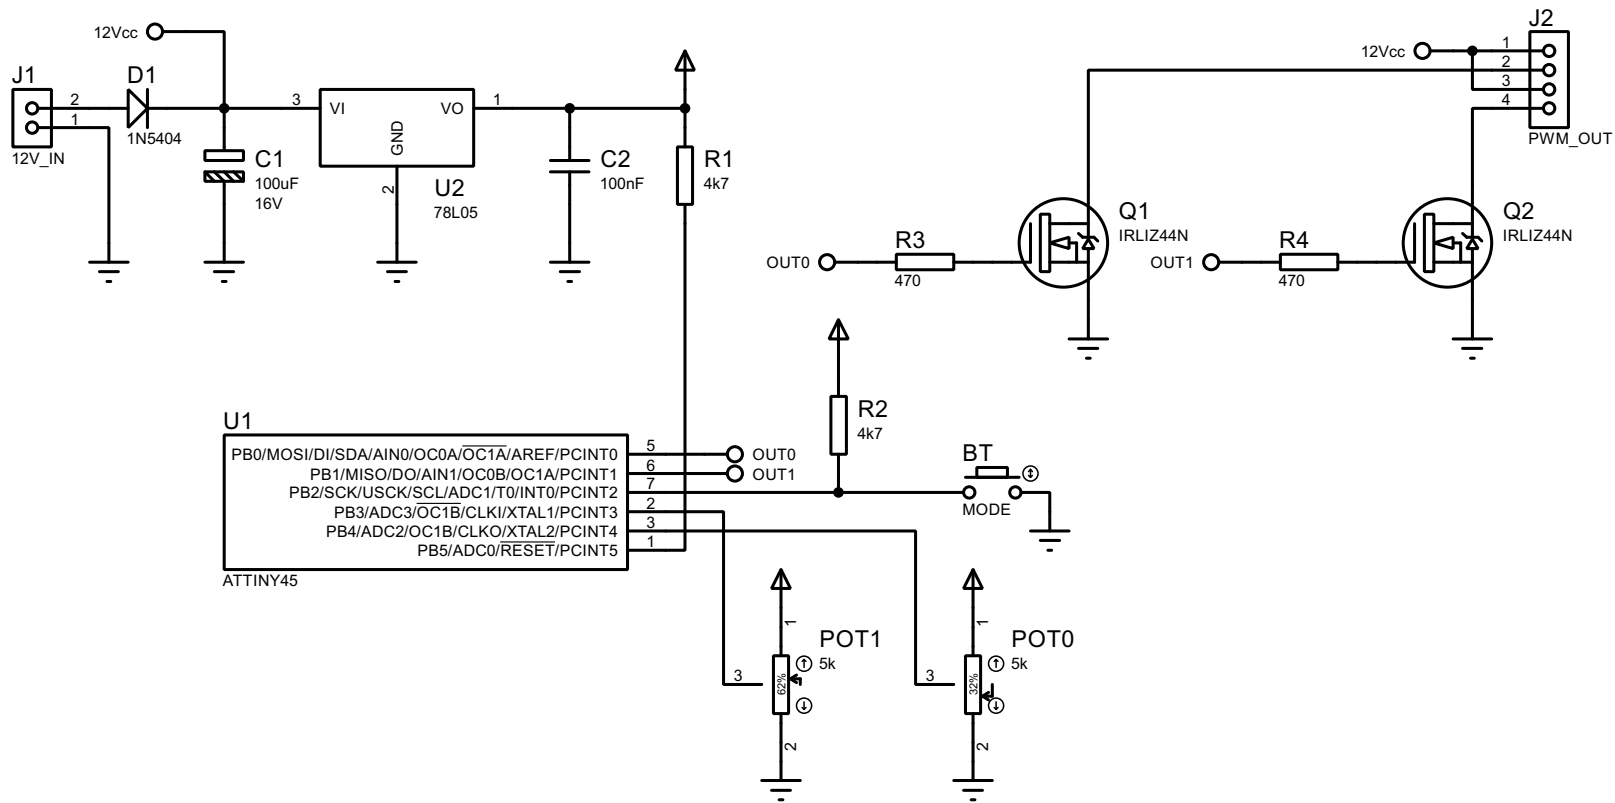 12Vcc
J1
2
1
12V_IN
D1
1N5404
C1
100uF
16V
3
VI
VO
1
GND
2
U2
78L05
C2
100nF
R1
4k7
12Vcc
J2
1
2
3
4
PWM_OUT
Q1
IRLIZ44N
Q2
IRLIZ44N
OUT0
R3
470
OUT1
R4
470
R2
4k7
U1
PB0/MOSI/DI/SDA/AIN0/OC0A/OC1A/AREF/PCINT0
5
OUT0
PB1/MISO/DO/AIN1/OC0B/OC1A/PCINT1
6
OUT1
PB2/SCK/USCK/SCL/ADC1/T0/INT0/PCINT2
7
PB3/ADC3/OC1B/CLKI/XTAL1/PCINT3
2
PB4/ADC2/OC1B/CLKO/XTAL2/PCINT4
3
PB5/ADC0/RESET/PCINT5
1
ATTINY45
BT
MODE
1
POT1
5k
3
62%
2
1
POT0
5k
3
32%
2